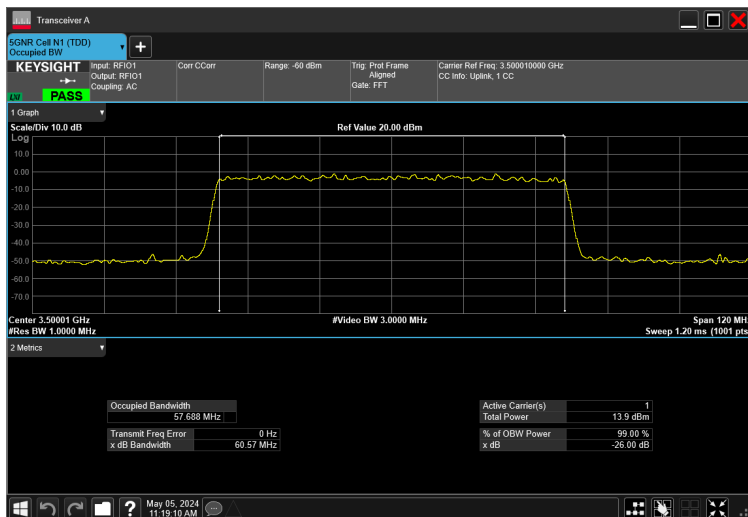 Transceiver A
5GNR Cell N1 (TDD)
Occupied BW
KEYSIGHT Input: RFIO1 Corr CCorr Range: -60 dBm Trig: Prot Frame Carrier Ref Freq: 3.500010000 GHz
Output: RFIO1 Aligned CC Info: Uplink, 1 CC
Coupling: AC Gate: FFT
LXI PASS
1 Graph
Scale/Div 10.0 dB Ref Value 20.00 dBm
Log
10.0
0.00
-10.0
-20.0
-30.0
-40.0
-50.0
-60.0
-70.0
Center 3.50001 GHz #Video BW 3.0000 MHz Span 120 MH
#Res BW 1.0000 MHz Sweep 1.20 ms (1001 pts
2 Metrics
Occupied Bandwidth Active Carrier(s) 1
57.688 MHz Total Power 13.9 dBm
Transmit Freq Error 0 Hz % of OBW Power 99.00 %
x dB Bandwidth 60.57 MHz x dB -26.00 dB
? May 05, 2024
11:19:10 AM